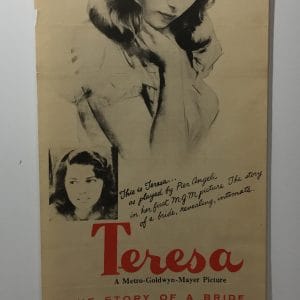 This is Teresa...
as played by Pier Angeli
in her first M.G.M picture. The story
of a bride, revealing, intimate.
Teresa
A Metro-Goldwyn-Mayer Picture
THE STORY OF A BRIDE